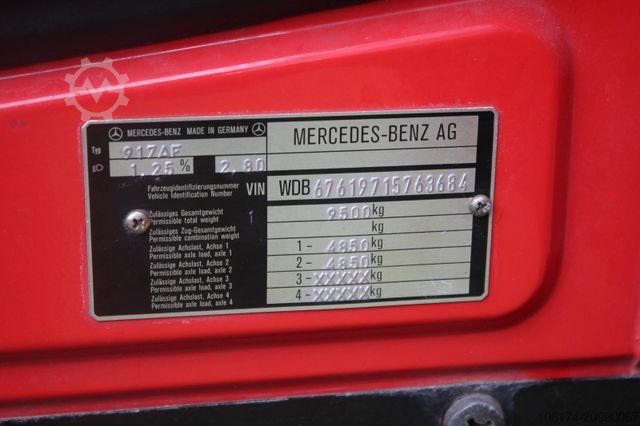 MERCEDES-BENZ MADE IN GERMANY
MERCEDES-BENZ AG
Typ 917AF
1,25% 2,80
Fahrzeugidentifizierungsnummer
Vehicle Identification Number
VIN WDB 67619715763684
Zulässiges Gesamtgewicht
Permissible total weight
1 9500 kg
Zulässiges Zug-Gesamtgewicht
Permissible combination weight
kg
Zulässige Achslast, Achse 1
Permissible axle load, axle 1
1- 4850 kg
Zulässige Achslast, Achse 2
Permissible axle load, axle 2
2- 4850 kg
Zulässige Achslast, Achse 3
Permissible axle load, axle 3
3- XXXXX kg
Zulässige Achslast, Achse 4
Permissible axle load, axle 4
4- XXXXX kg